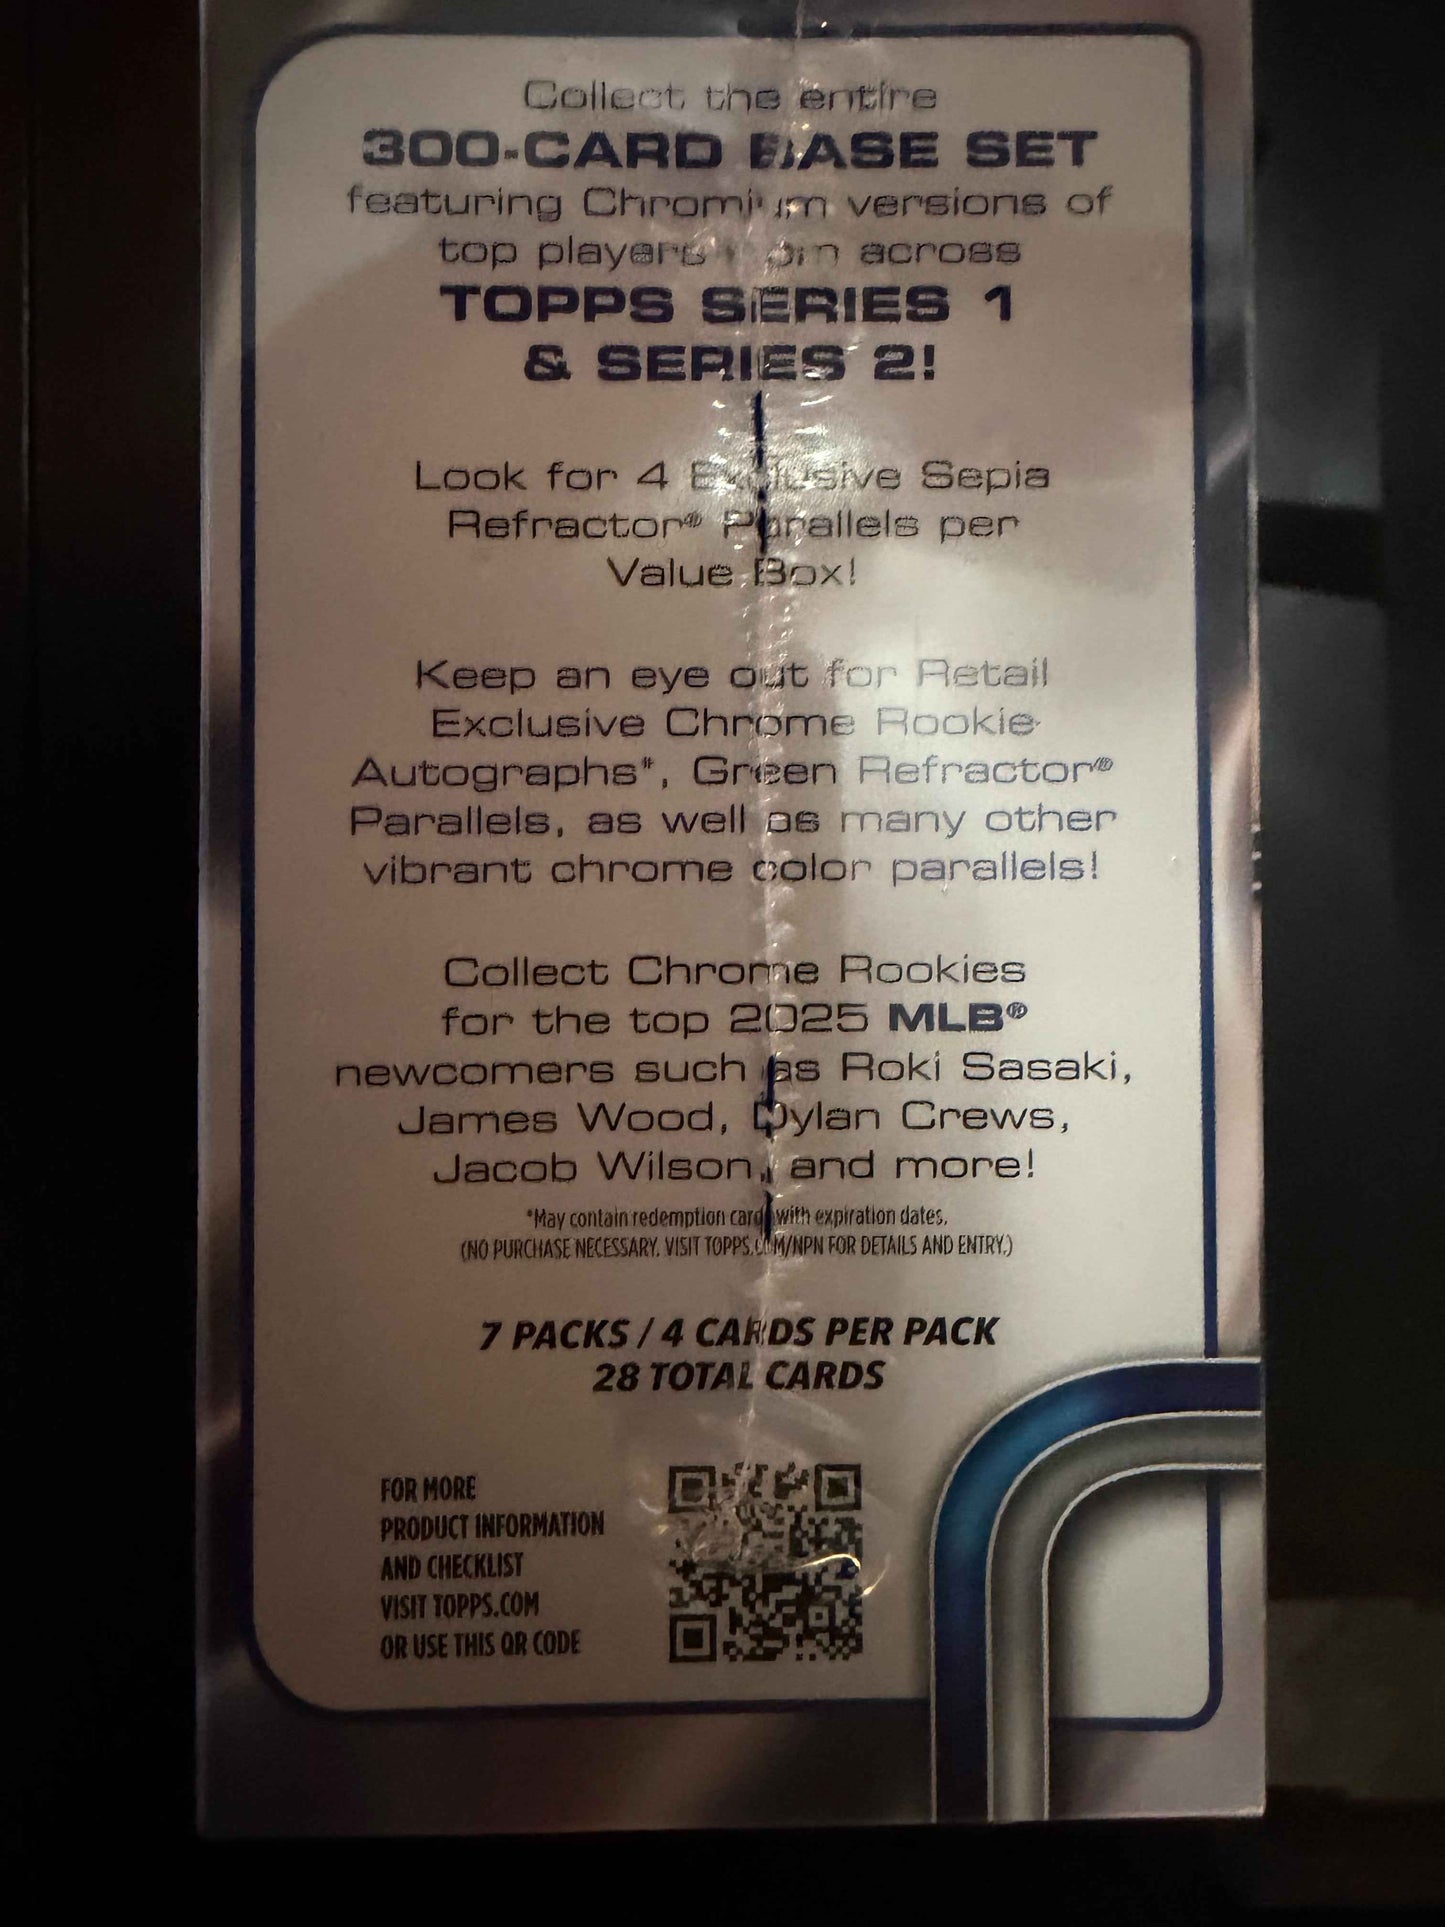 Collect the entire
300-CARD BASE SET
featuring Chromium versions of
top players from across
TOPPS SERIES 1
& SERIES 2!
Look for 4 Exclusive Sepia
Refractor® Parallels per
Value Box!
Keep an eye out for Retail
Exclusive Chrome Rookie
Autographs*, Green Refractor®
Parallels, as well as many other
vibrant chrome color parallels!
Collect Chrome Rookies
for the top 2025 MLB®
newcomers such as Roki Sasaki,
James Wood, Dylan Crews,
Jacob Wilson, and more!
*May contain redemption cards with expiration dates.
(NO PURCHASE NECESSARY. VISIT TOPPS.COM/NPN FOR DETAILS AND ENTRY.)
7 PACKS / 4 CARDS PER PACK
28 TOTAL CARDS
FOR MORE
PRODUCT INFORMATION
AND CHECKLIST
VISIT TOPPS.COM
OR USE THIS QR CODE